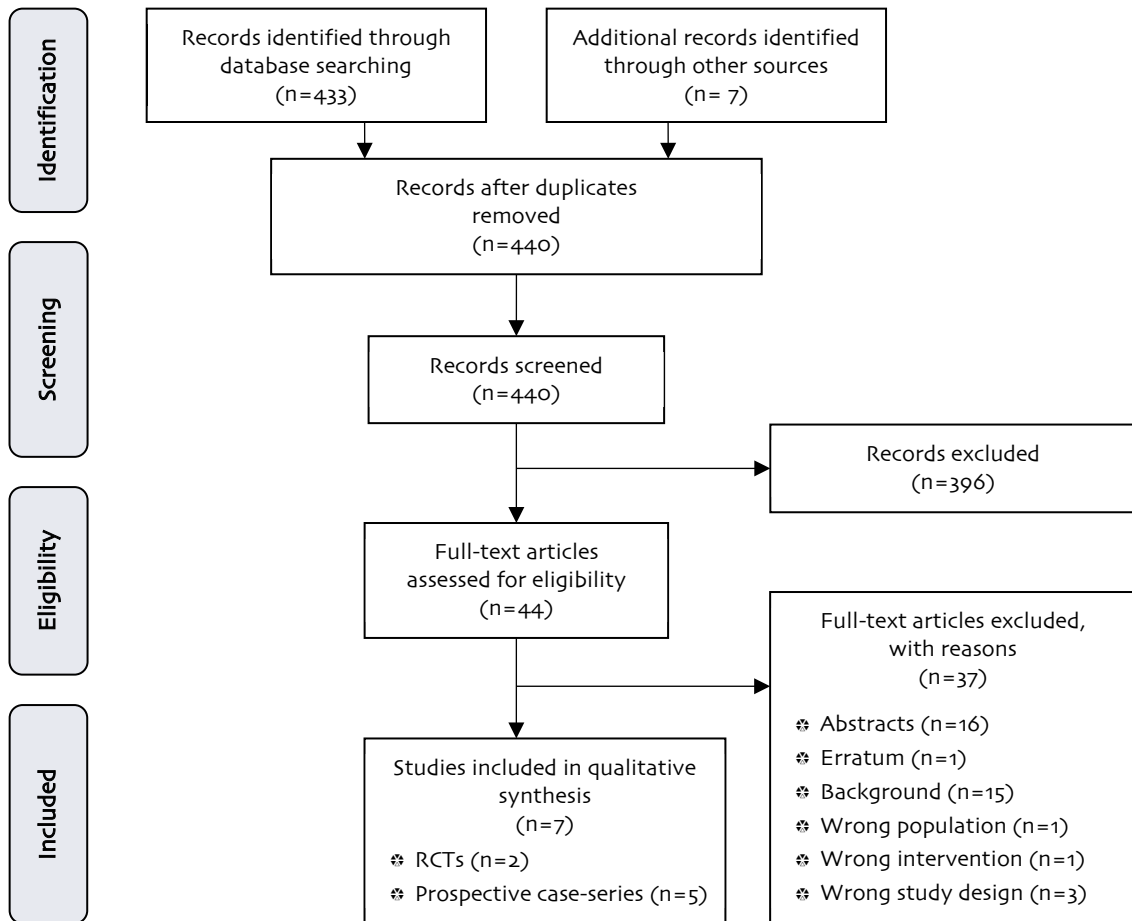 Identification
Records identified through
database searching
(n=433)
Additional records identified
through other sources
(n= 7)
Records after duplicates
removed
(n=440)
Screening
Records screened
(n=440)
Records excluded
(n=396)
Eligibility
Full-text articles
assessed for eligibility
(n=44)
Full-text articles excluded,
with reasons
(n=37)
Abstracts (n=16)
Erratum (n=1)
Background (n=15)
Wrong population (n=1)
Wrong intervention (n=1)
Wrong study design (n=3)
Included
Studies included in qualitative
synthesis
(n=7)
RCTs (n=2)
Prospective case-series (n=5)